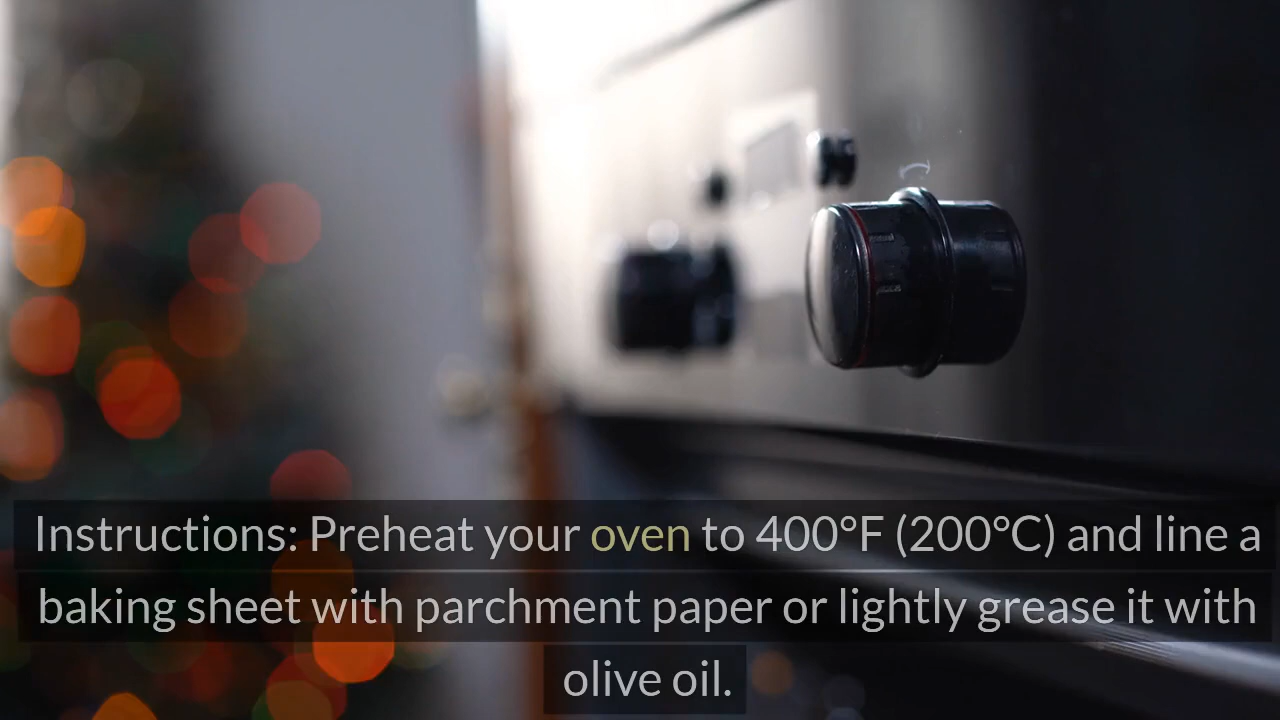 Instructions: Preheat your oven to 400°F (200°C) and line a
baking sheet with parchment paper or lightly grease it with
olive oil.